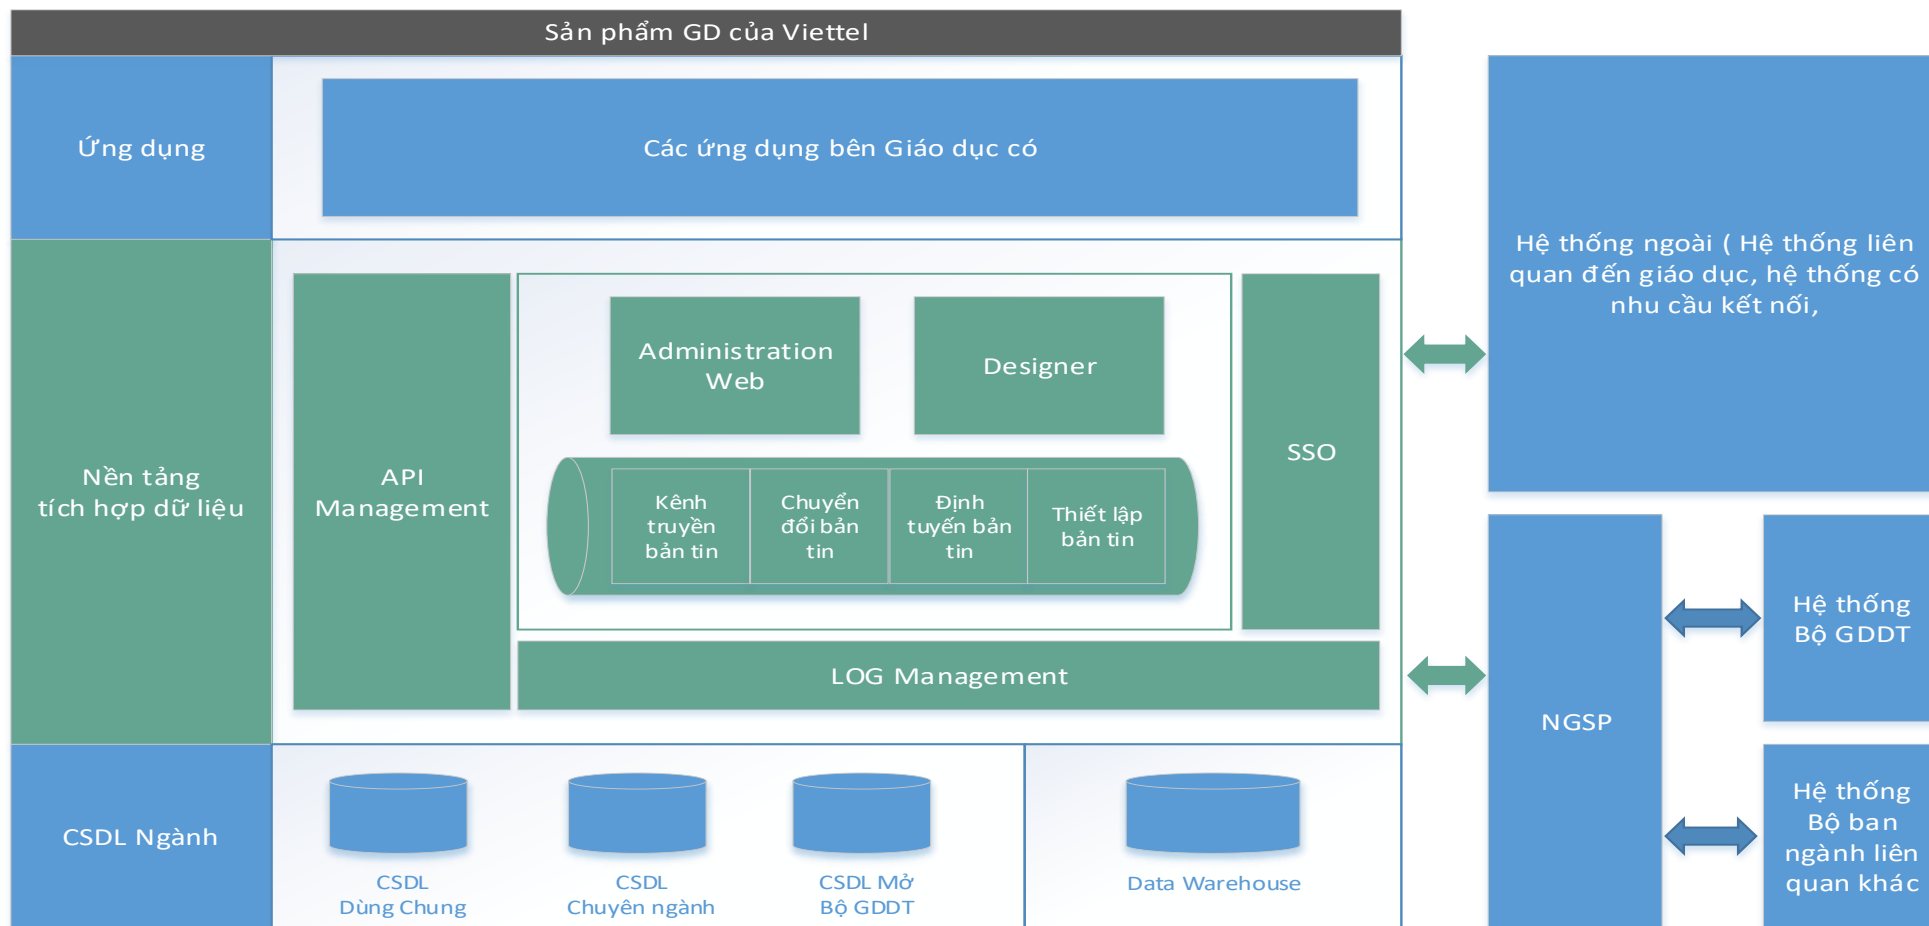 Sản phẩm GD của Viettel
Ứng dụng
Các ứng dụng bên Giáo dục có
Nền tảng
tích hợp dữ liệu
API
Management
Administration
Web
Designer
Kênh
truyền
bản tin
Chuyển
đổi bản
tin
Định
tuyến bản
tin
Thiết lập
bản tin
SSO
LOG Management
CSDL Ngành
CSDL
Dùng Chung
CSDL
Chuyên ngành
CSDL Mở
Bộ GDDT
Data Warehouse
Hệ thống ngoài ( Hệ thống liên
quan đến giáo dục, hệ thống có
nhu cầu kết nối,
NGSP
Hệ thống
Bộ GDDT
Hệ thống
Bộ ban
ngành liên
quan khác